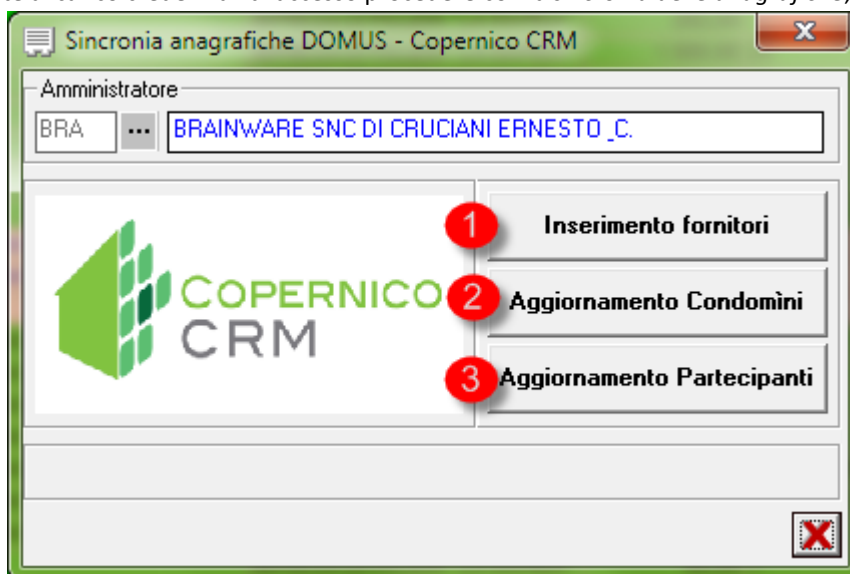 Sincronia anagrafiche DOMUS - Copernico CRM
Amministratore
BRA ... BRAINWARE SNC DI CRUCIANI ERNESTO _C.
1 Inserimento fornitori
COPERNICO
CRM
2 Aggiornamento Condomìni
3 Aggiornamento Partecipanti